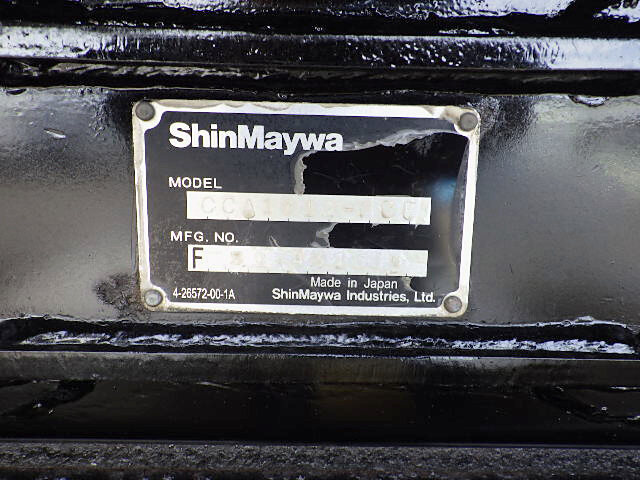 ShinMaywa
MODEL
MFG. NO.
F
Made in Japan
4-26572-00-1A
ShinMaywa Industries, Ltd.